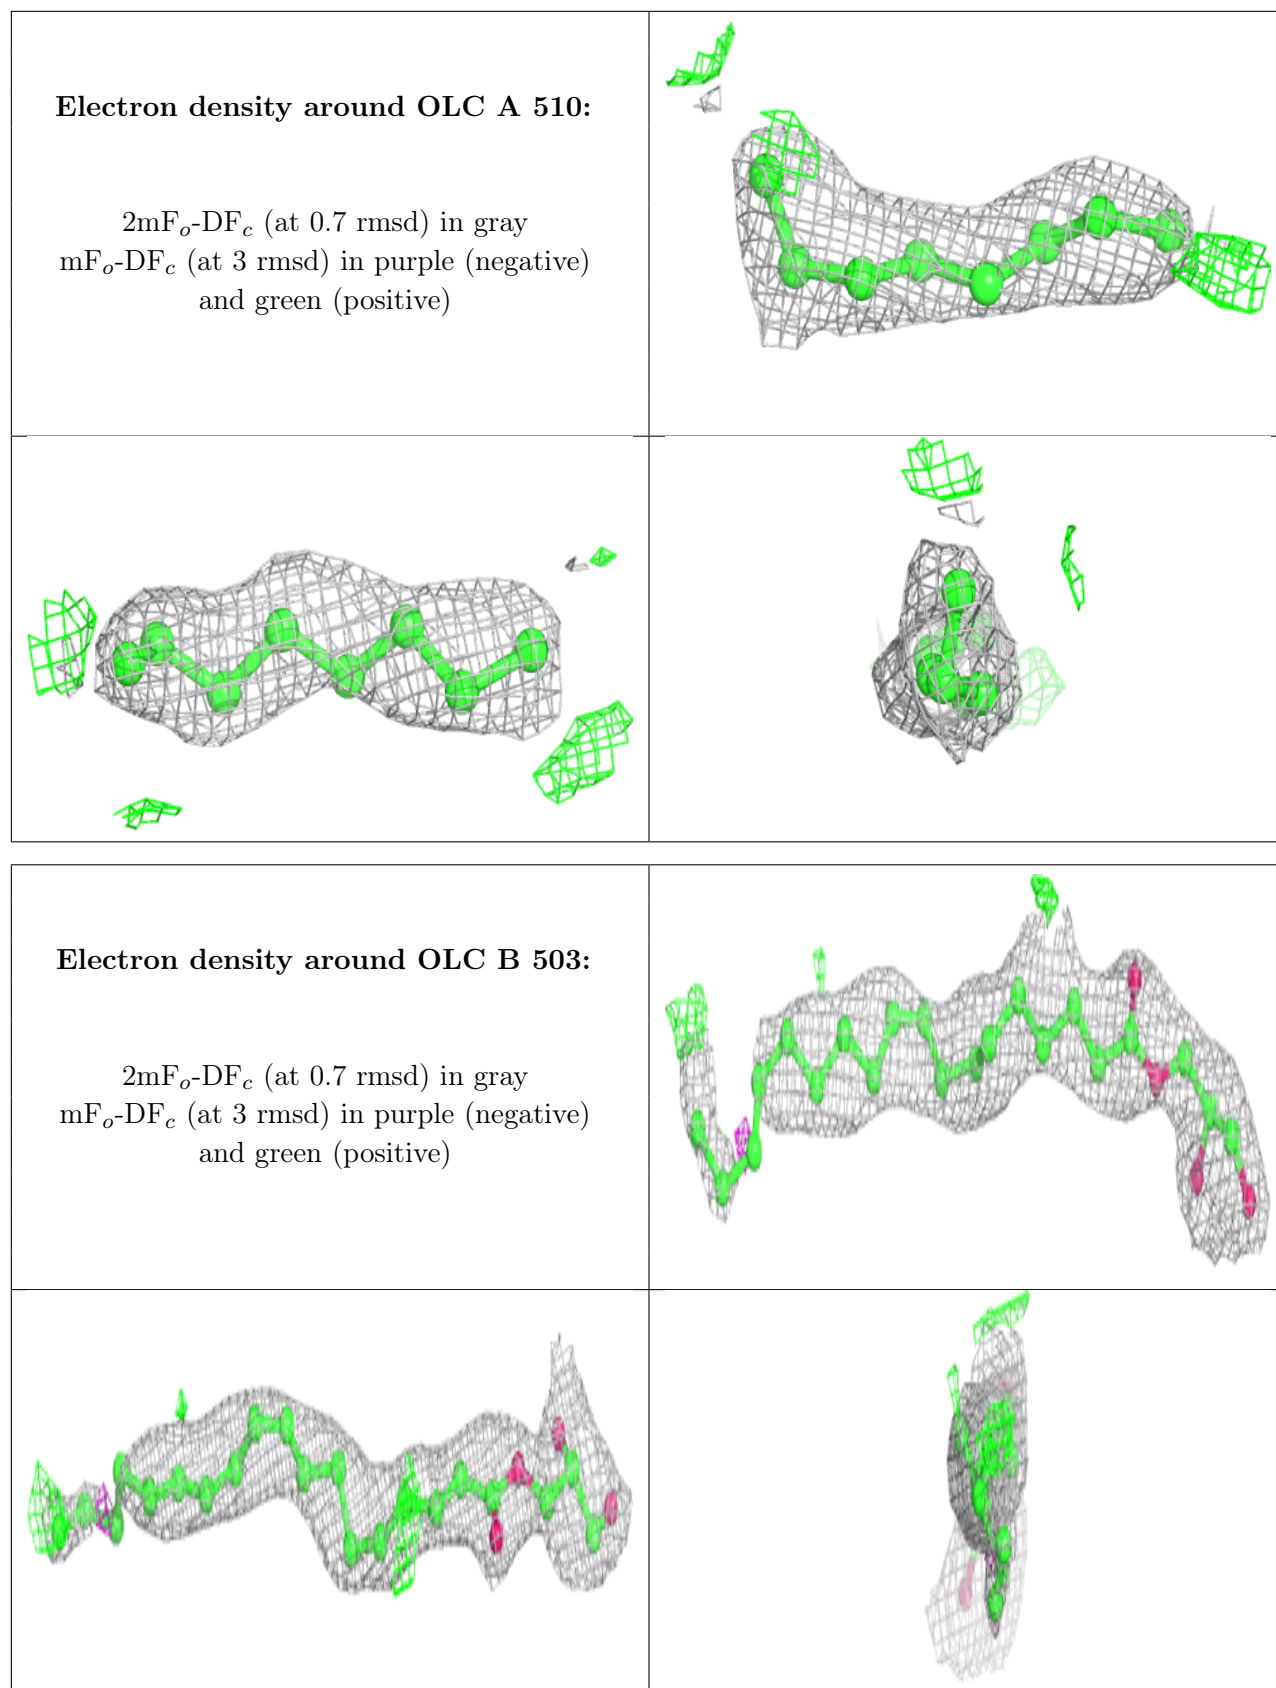 Electron density around OLC A 510:
2mFₒ-DF𝒸 (at 0.7 rmsd) in gray
mFₒ-DF𝒸 (at 3 rmsd) in purple (negative)
and green (positive)
Electron density around OLC B 503:
2mFₒ-DF𝒸 (at 0.7 rmsd) in gray
mFₒ-DF𝒸 (at 3 rmsd) in purple (negative)
and green (positive)